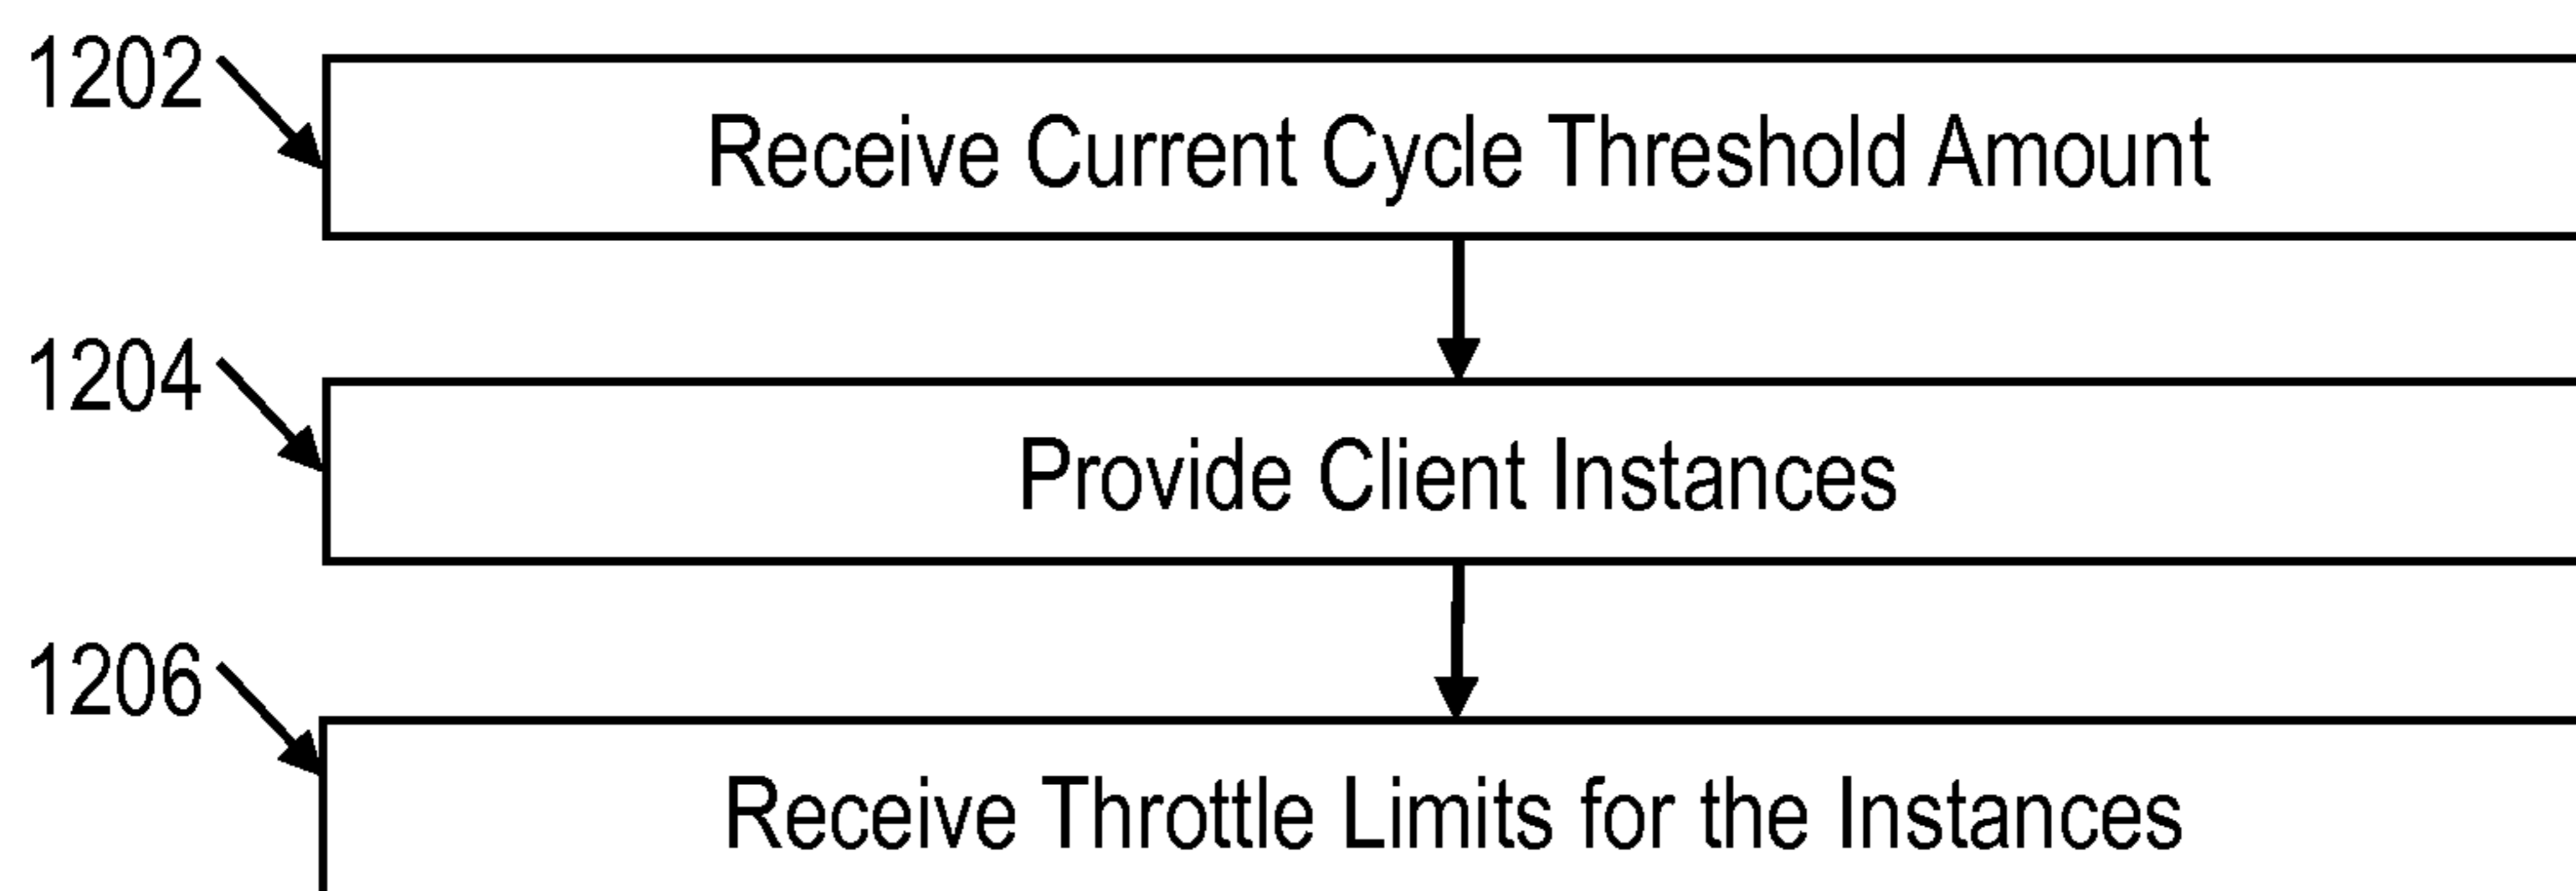 1202
Receive Current Cycle Threshold Amount
1204
Provide Client Instances
1206
Receive Throttle Limits for the Instances